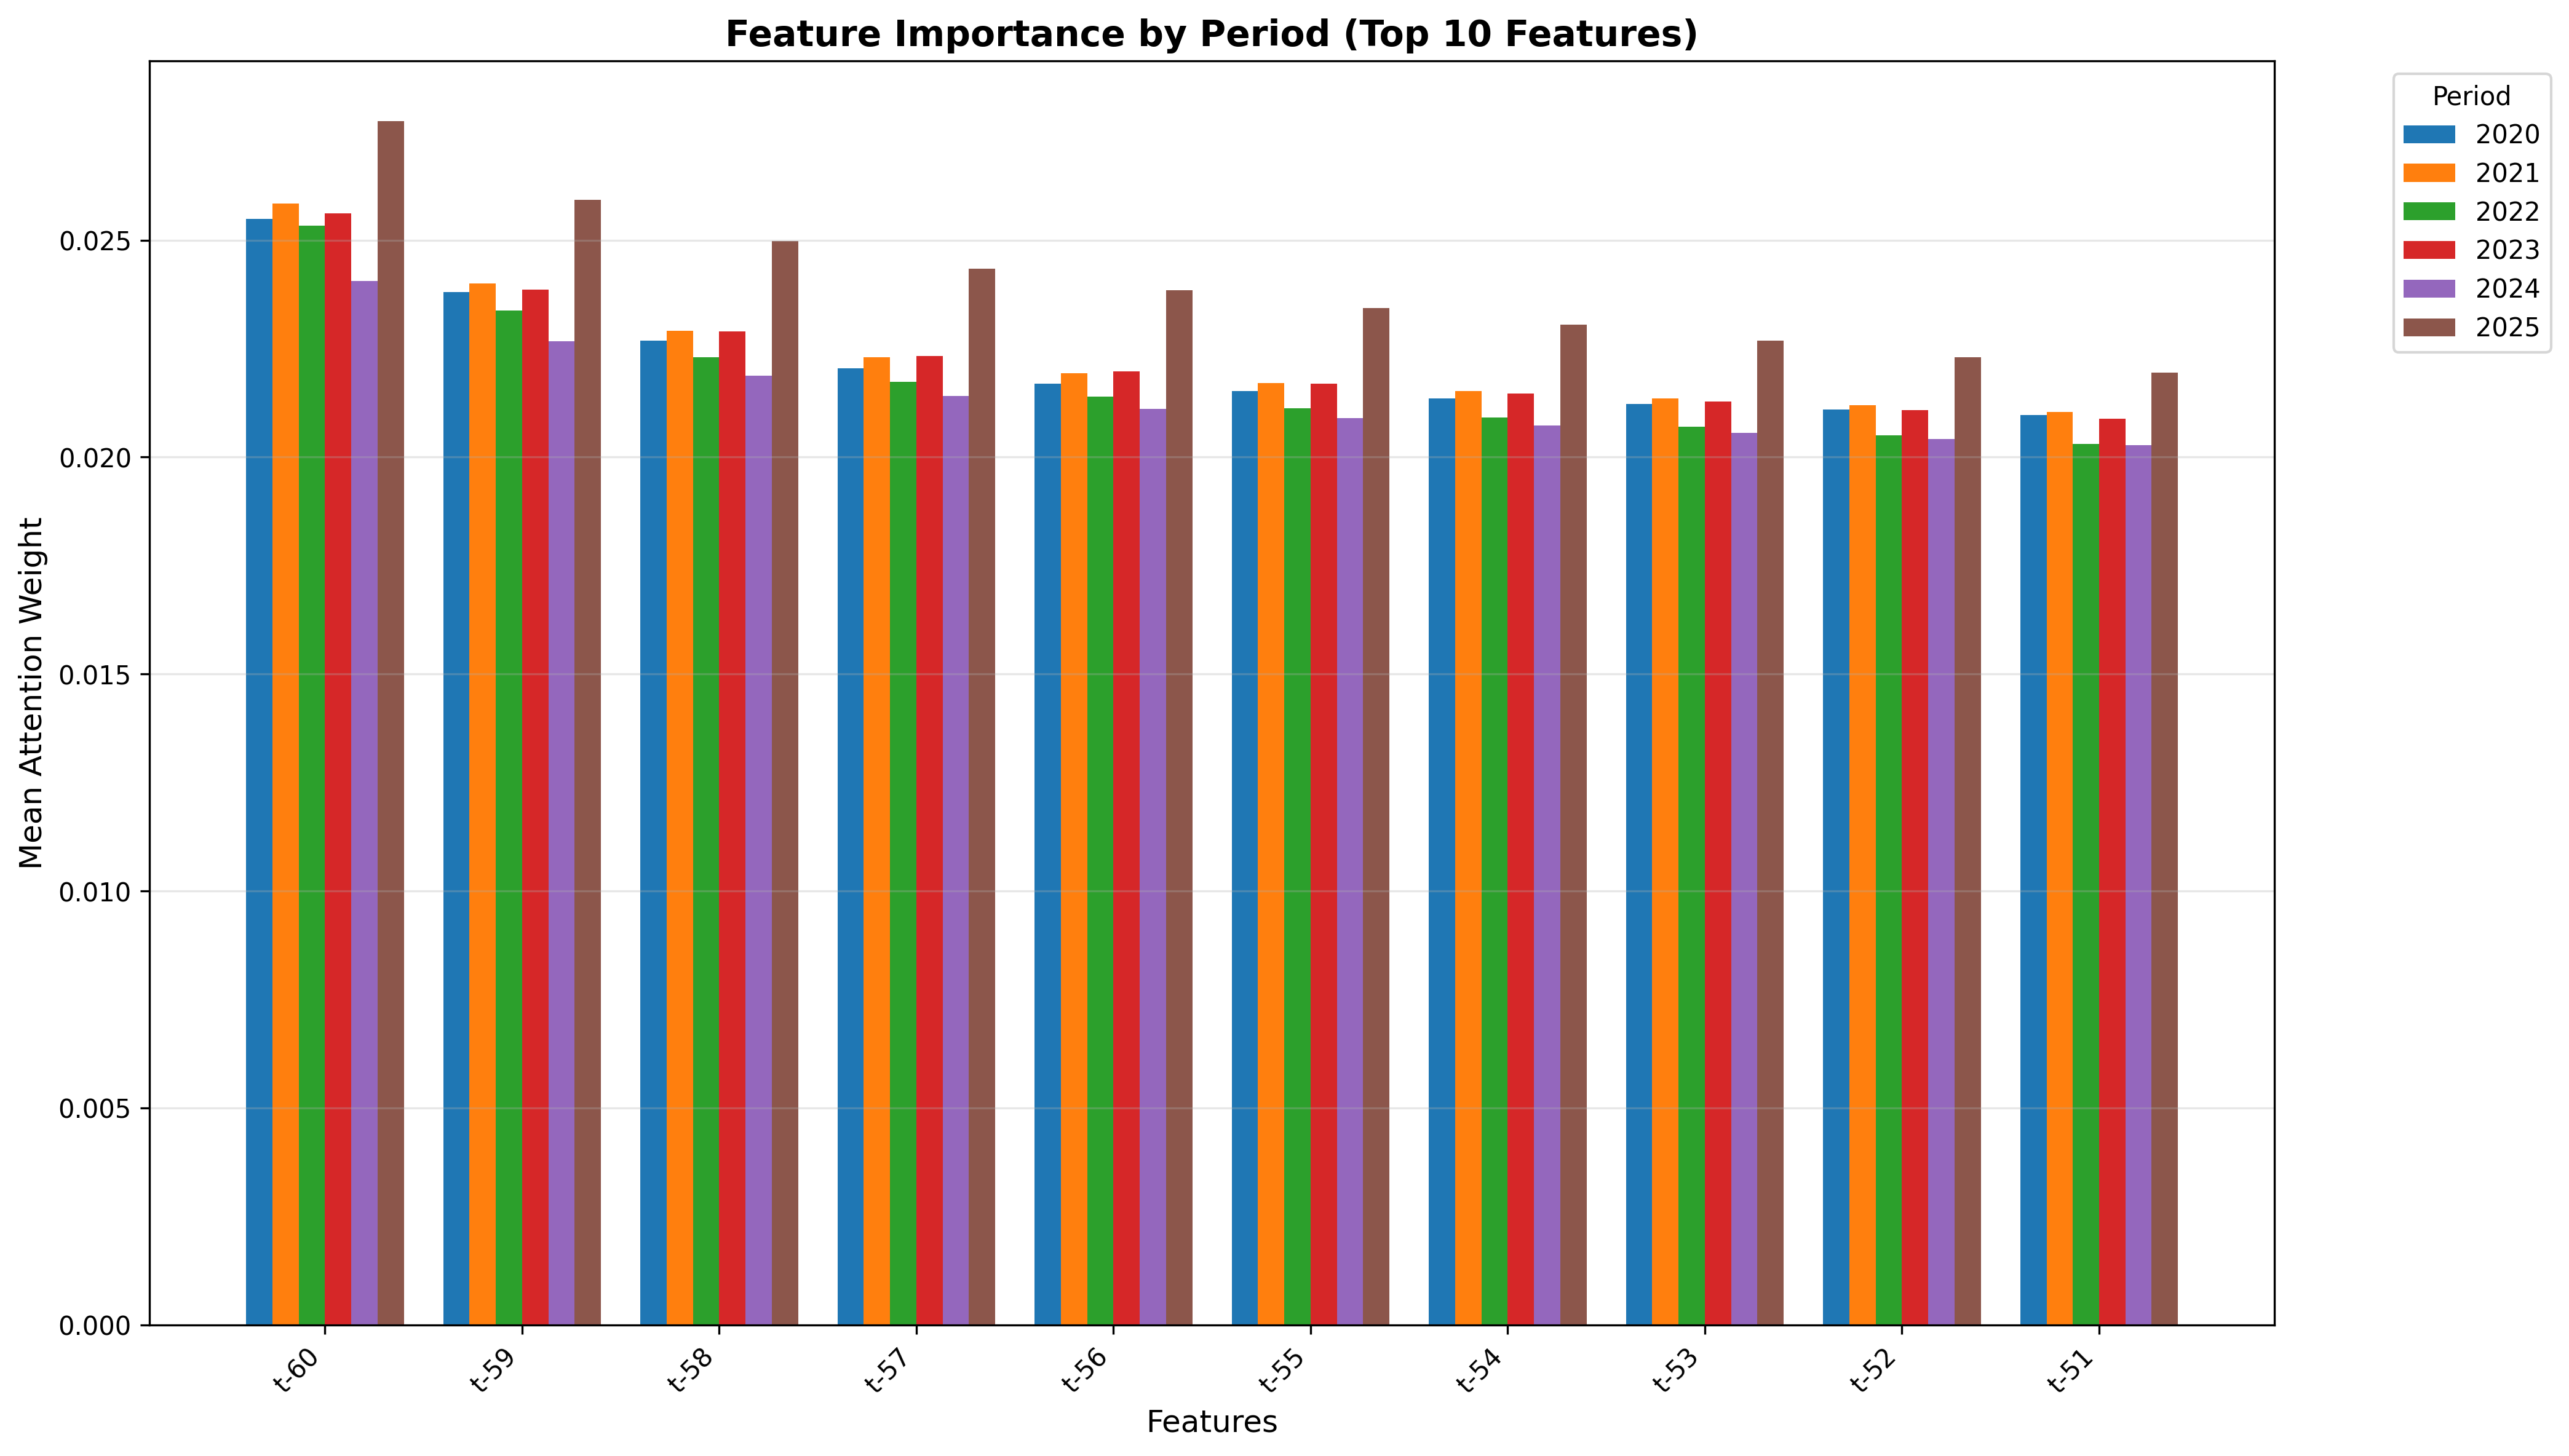 Feature Importance by Period (Top 10 Features)
Period
2020
2021
2022
2023
2024
2025
Mean Attention Weight
0.025
0.020
0.015
0.010
0.005
0.000
t-60
t-59
t-58
t-57
t-56
t-55
t-54
t-53
t-52
t-51
Features